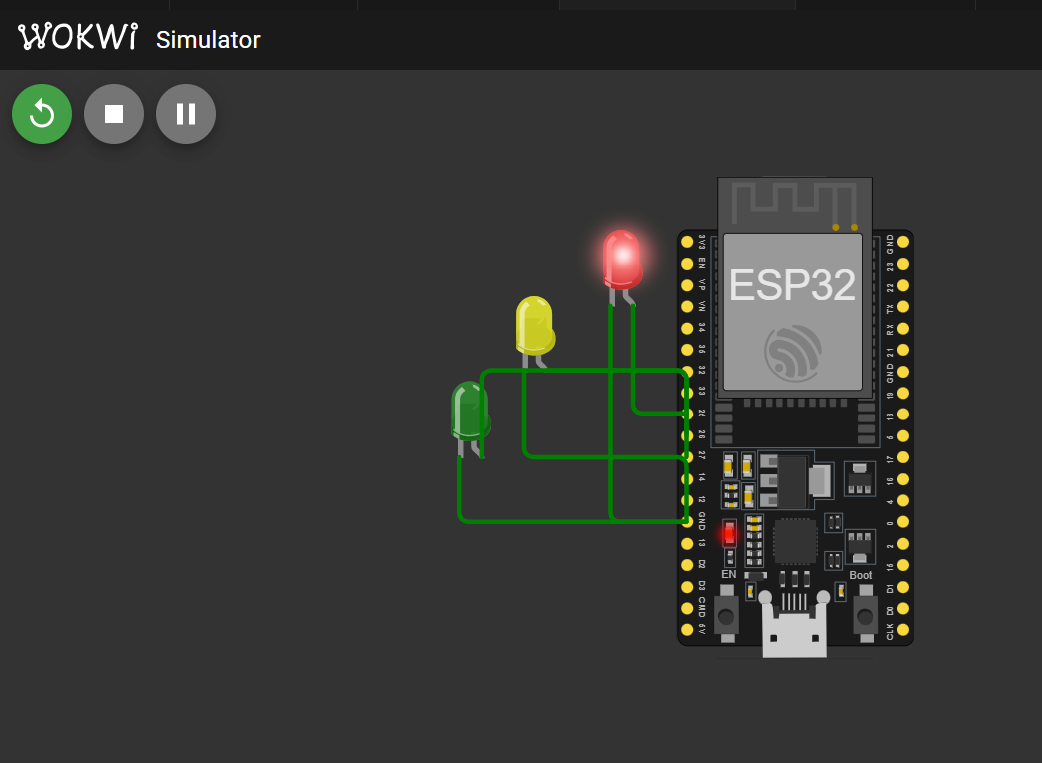 WOKWi Simulator
ESP32
3V3
EN
VP
VN
34
35
32
33
25
26
27
14
12
GND
13
D2
D3
CMD
5V
GND
23
22
TX
RX
21
GND
19
18
5
17
16
4
0
2
15
D1
D0
CLK
EN
Boot